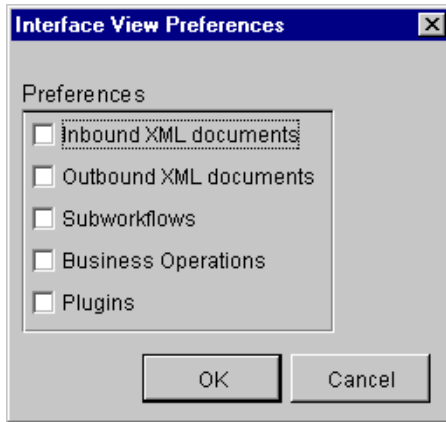 Interface View Preferences
Preferences
Inbound XML documents
Outbound XML documents
Subworkflows
Business Operations
Plugins
OK Cancel